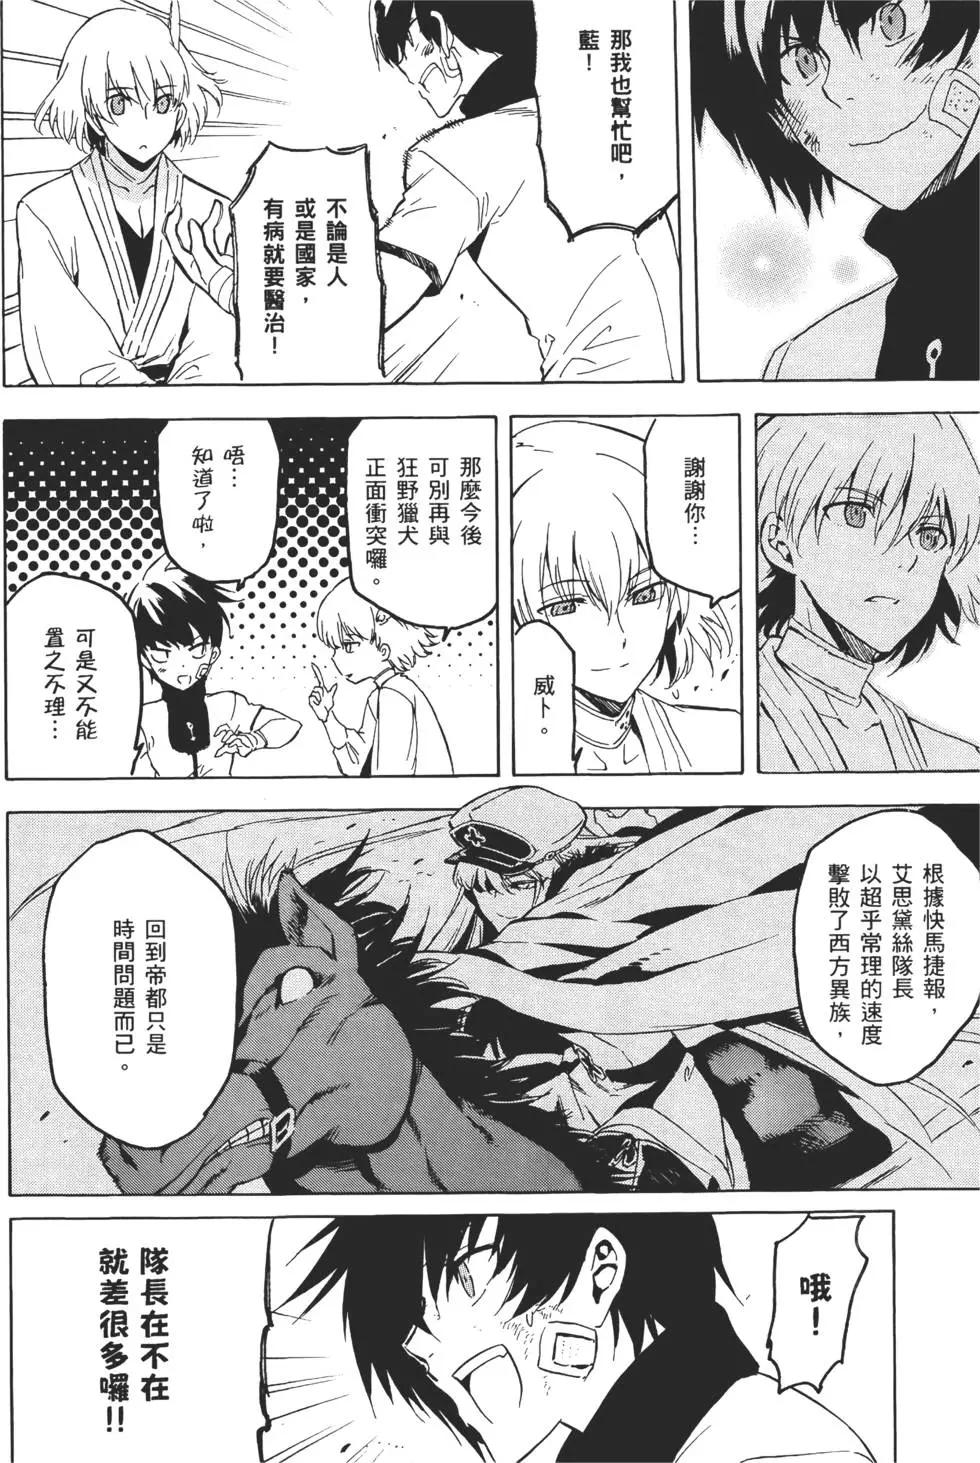 那我也幫忙吧，
藍！
不論是人
或是國家，
有病就要醫治！
謝謝你…
威卜。
那麼今後
可別再與
狂野獵犬
正面衝突囉。
唔…
知道了啦，
可是又不能
置之不理…
根據快馬捷報，
艾思黛絲隊長
以超乎常理的速度
擊敗了西方異族，
回到帝都只是
時間問題而已。
哦！
隊長在不在
就差很多囉!!